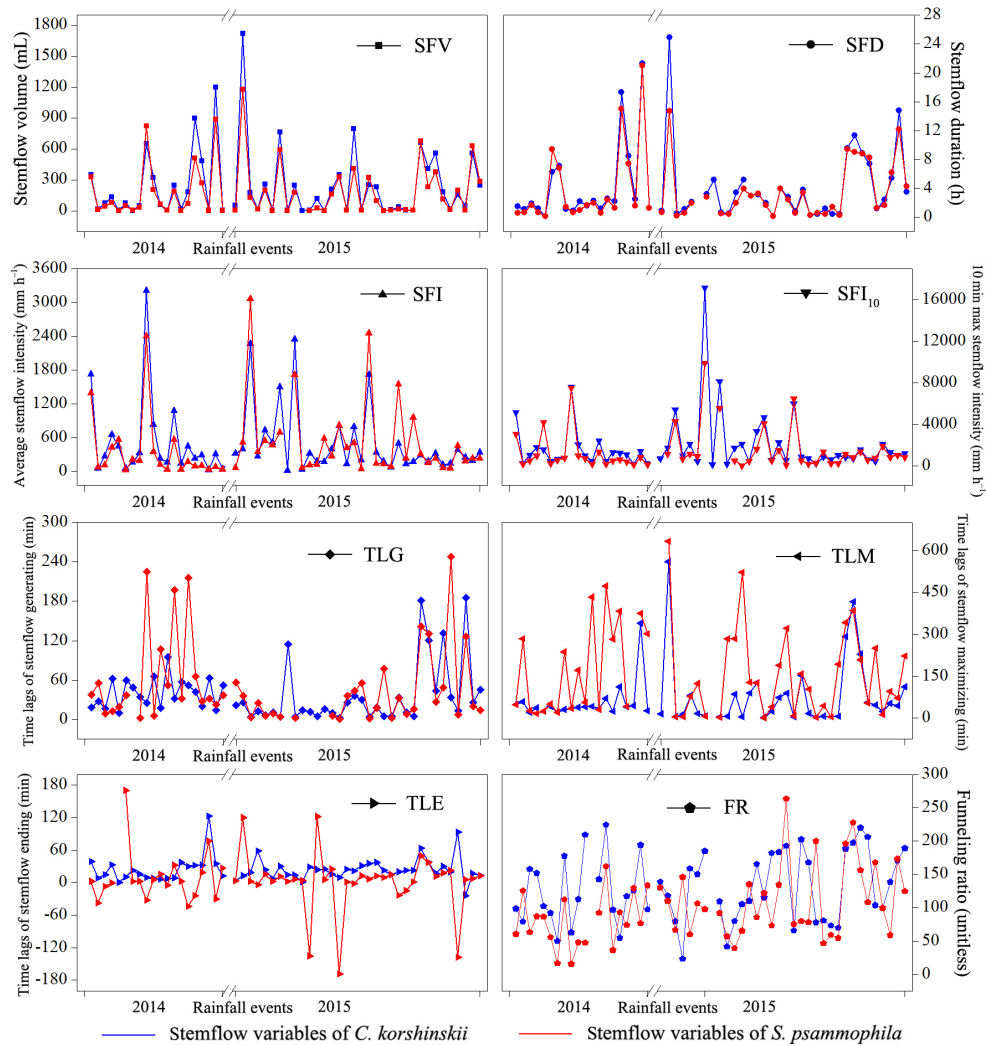 Stemflow volume (mL)
1800
1500
1200
900
600
300
0
SFV
2014
Rainfall events
2015
SFD
28
24
20
16
12
8
4
0
Stemflow duration (h)
2014
Rainfall events
2015
Average stemflow intensity (mm h⁻¹)
3600
3000
2400
1800
1200
600
0
SFI
2014
Rainfall events
2015
SFI₁₀
16000
12000
8000
4000
0
10 min max stemflow intensity (mm h⁻¹)
2014
Rainfall events
2015
Time lags of stemflow generating (min)
300
240
180
120
60
0
TLG
2014
Rainfall events
2015
TLM
600
450
300
150
0
Time lags of stemflow maximizing (min)
2014
Rainfall events
2015
Time lags of stemflow ending (min)
180
120
60
0
-60
-120
-180
TLE
2014
Rainfall events
2015
FR
300
250
200
150
100
50
0
Funneling ratio (unitless)
2014
Rainfall events
2015
Stemflow variables of C. korshinskii
Stemflow variables of S. psammophila